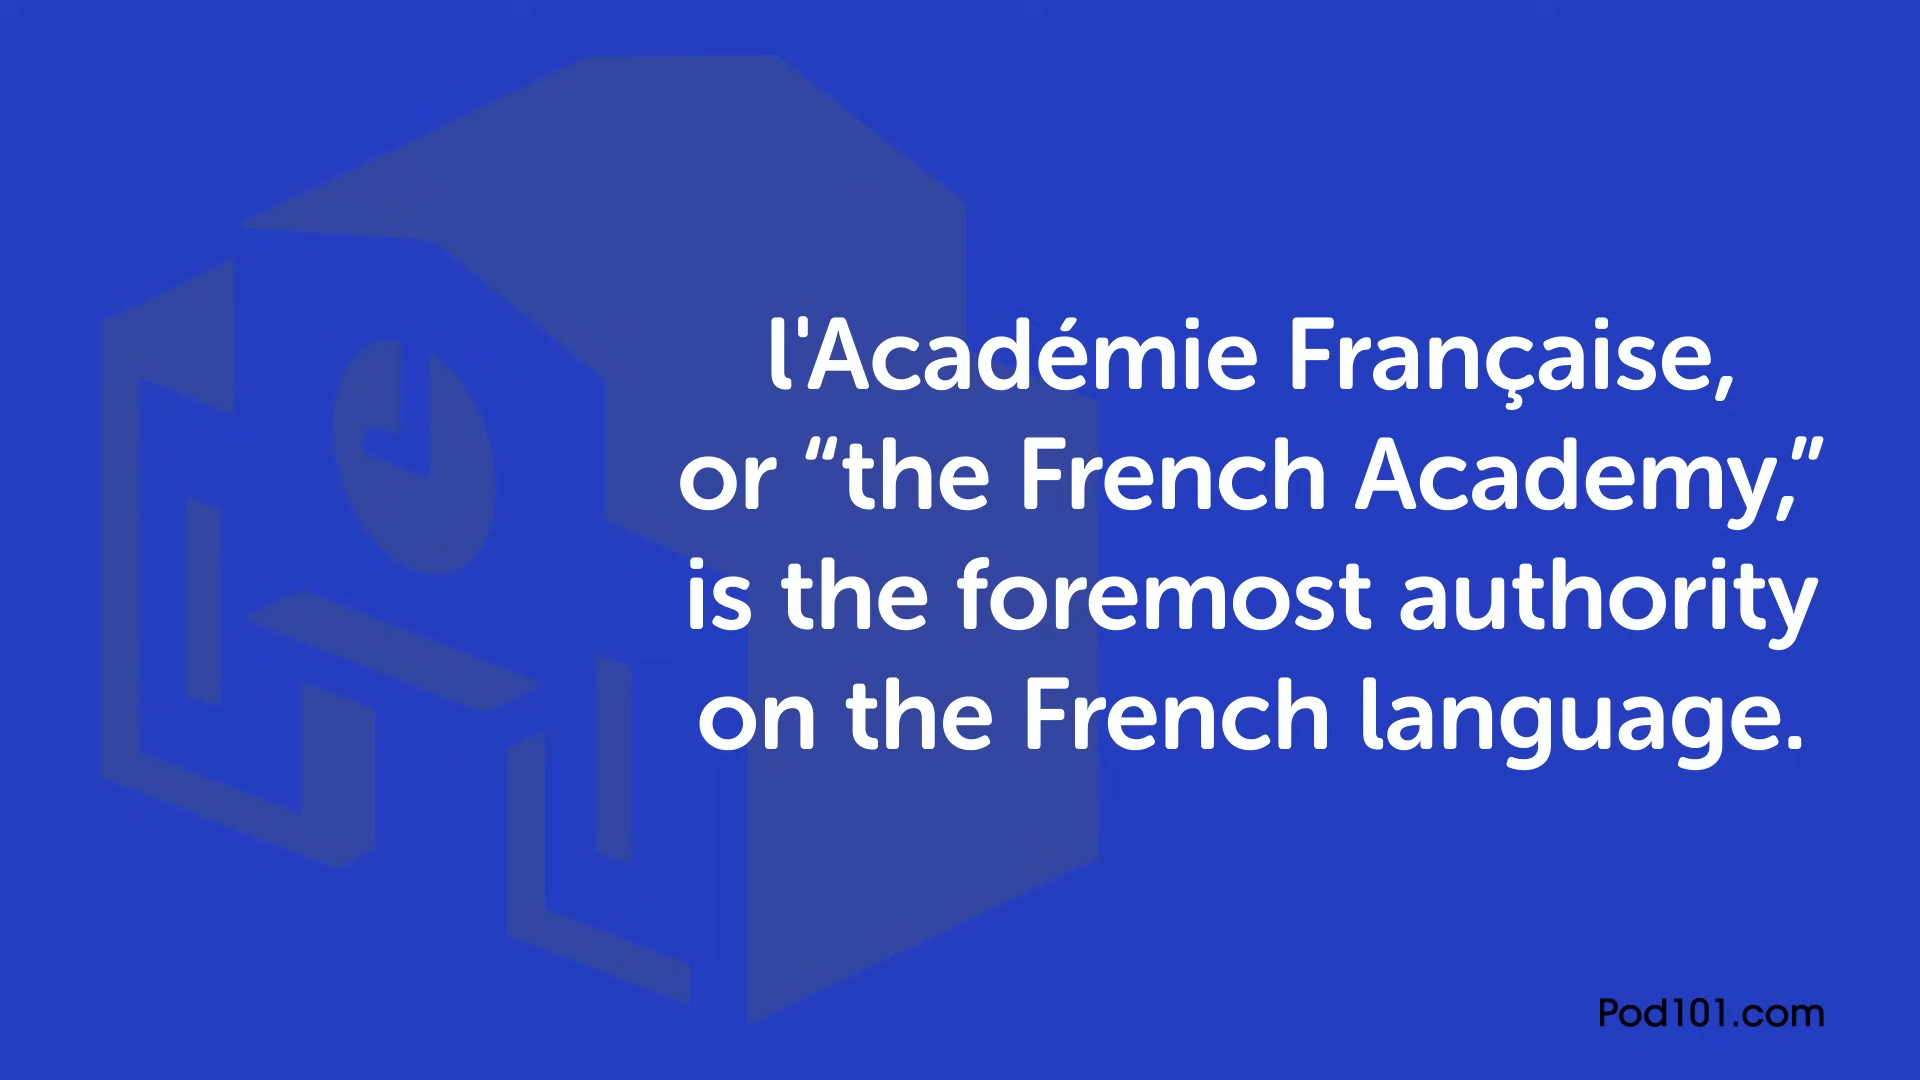 l'Académie Française,
or “the French Academy,”
is the foremost authority
on the French language.
Pod101.com